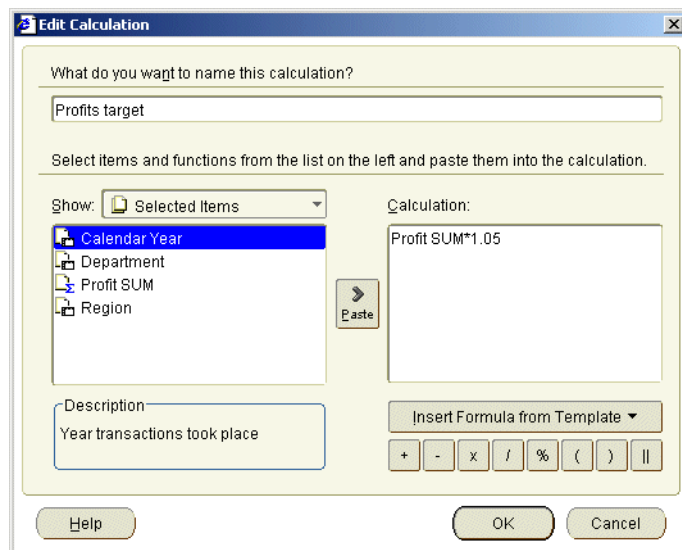 Edit Calculation
What do you want to name this calculation?
Profits target
Select items and functions from the list on the left and paste them into the calculation.
Show: Selected Items
Calculation:
Calendar Year
Department
Profit SUM
Region
Paste
Profit SUM*1.05
Description
Year transactions took place
Insert Formula from Template
+ - x / % ( ) ||
Help
OK
Cancel